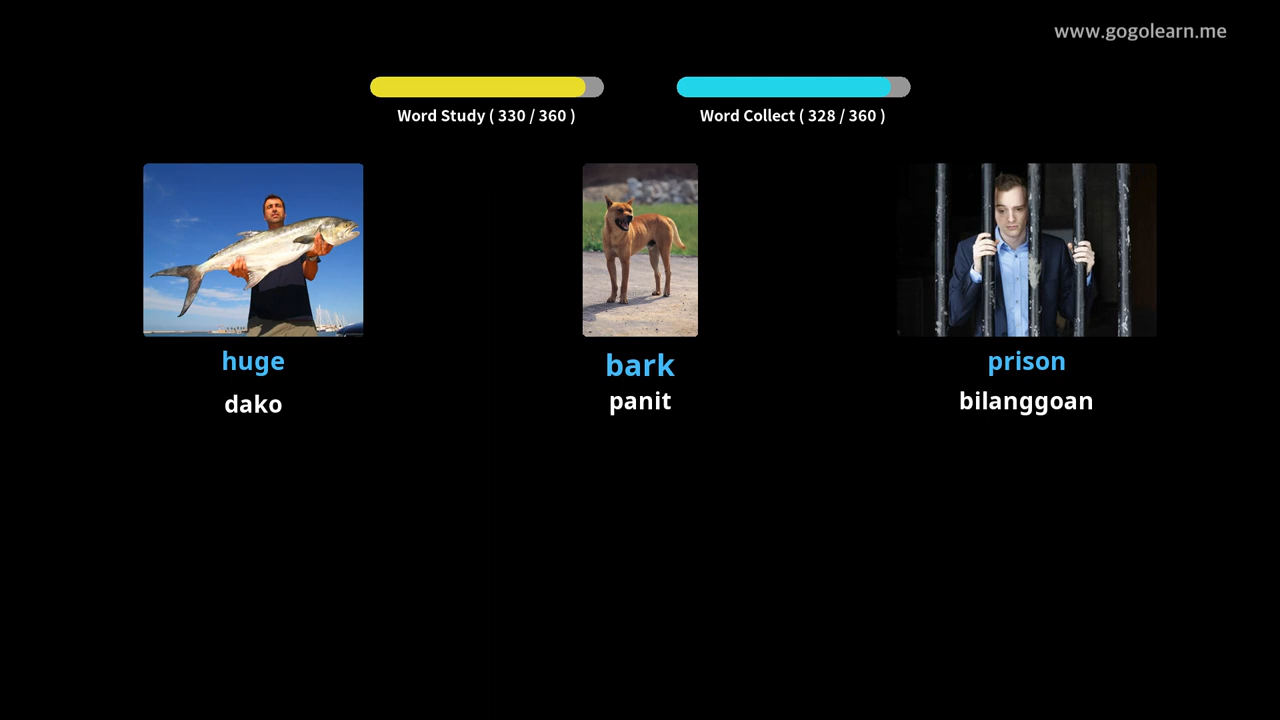 www.gogolearn.me
Word Study ( 330 / 360 )
Word Collect ( 328 / 360 )
huge
dako
bark
panit
prison
bilanggoan